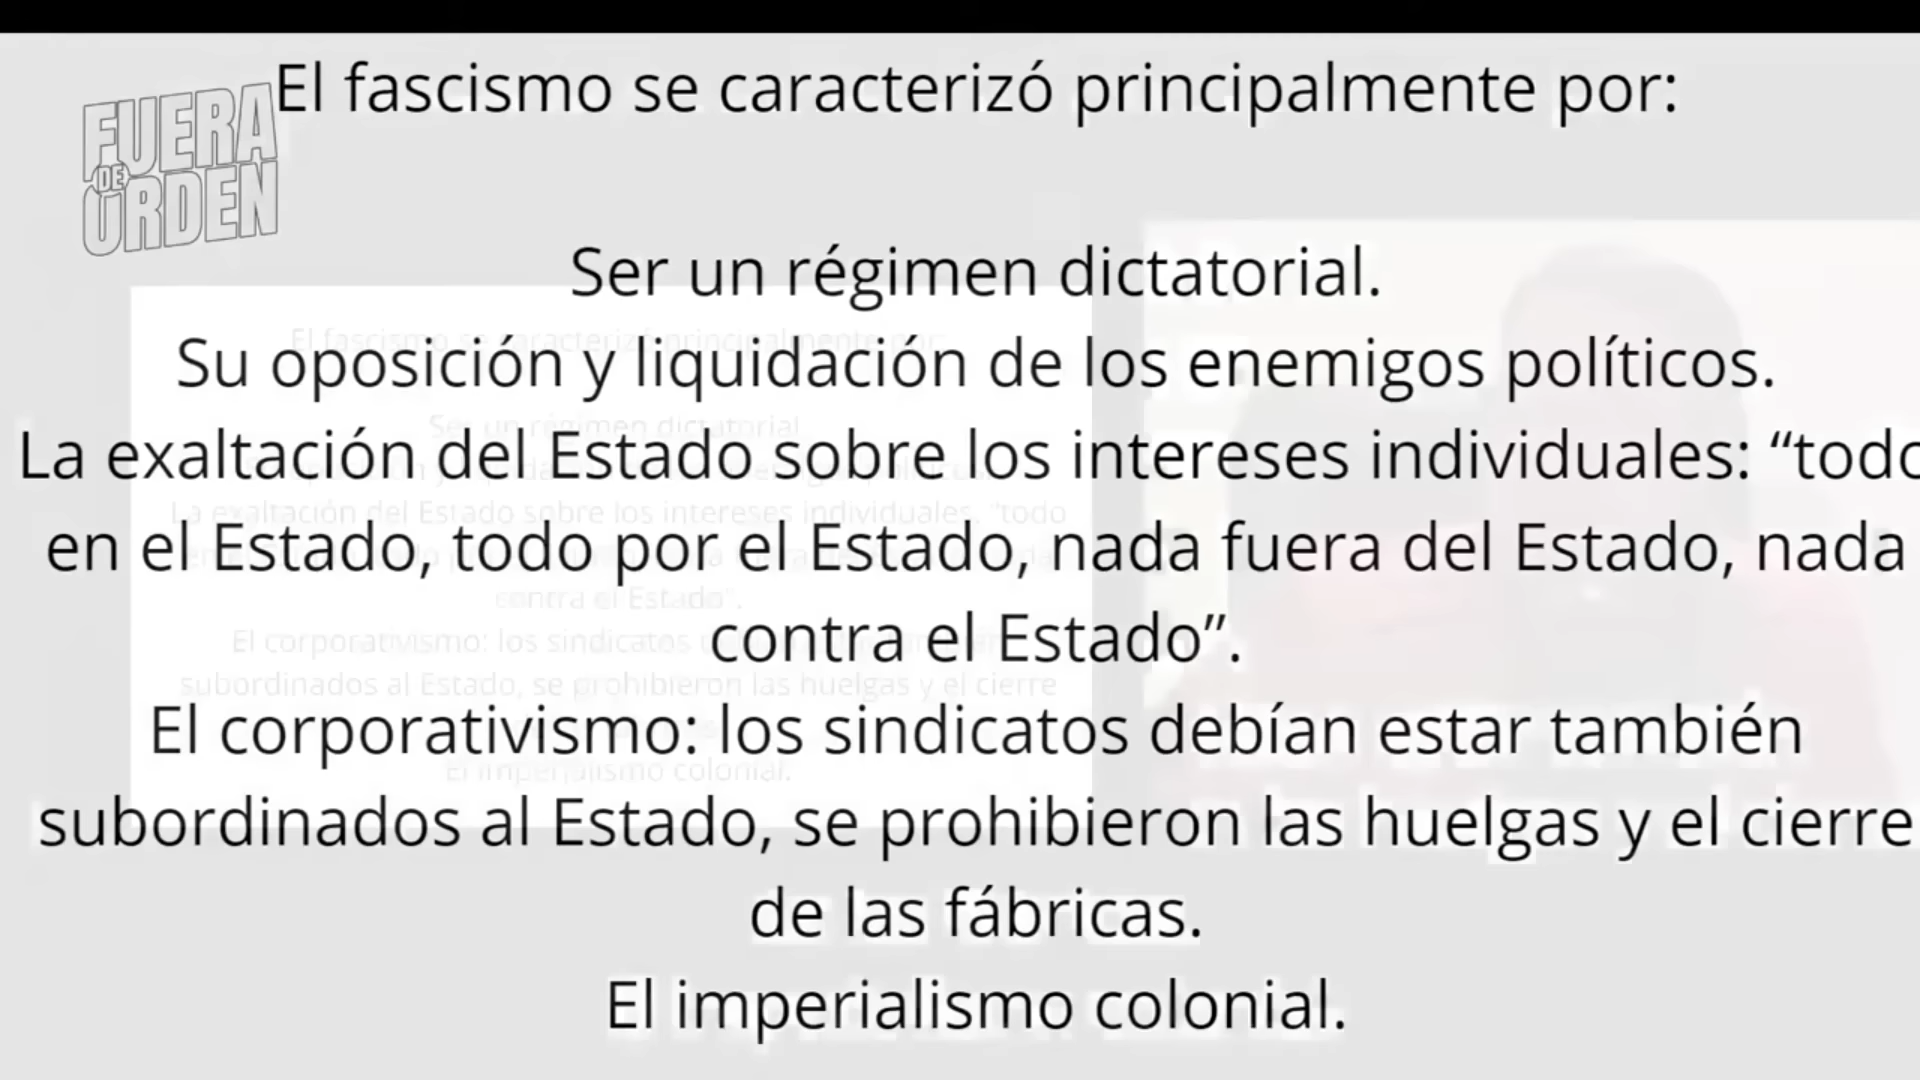 El fascismo se caracterizó principalmente por:
FUERA
DE
ORDEN
Ser un régimen dictatorial.
Su oposición y liquidación de los enemigos políticos.
La exaltación del Estado sobre los intereses individuales: “todo
en el Estado, todo por el Estado, nada fuera del Estado, nada
contra el Estado”.
El corporativismo: los sindicatos debían estar también
subordinados al Estado, se prohibieron las huelgas y el cierre
de las fábricas.
El imperialismo colonial.